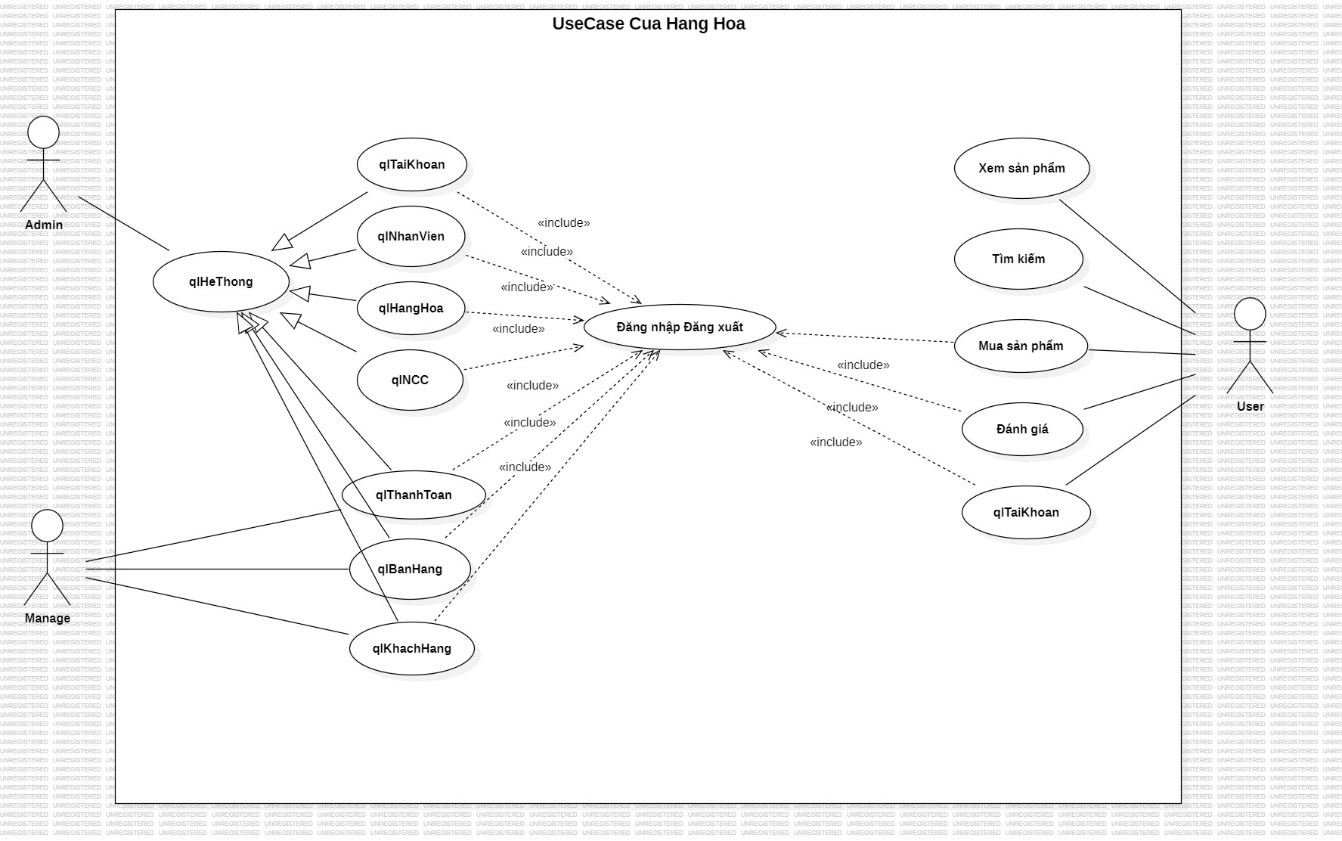 UseCase Cua Hang Hoa
Admin
Manage
User
qlHeThong
qlTaiKhoan
qlNhanVien
qlHangHoa
qlNCC
qlThanhToan
qlBanHang
qlKhachHang
«include»
«include»
«include»
«include»
«include»
«include»
«include»
Đăng nhập Đăng xuất
«include»
«include»
«include»
Xem sản phẩm
Tìm kiếm
Mua sản phẩm
Đánh giá
qlTaiKhoan
UNREGISTERED